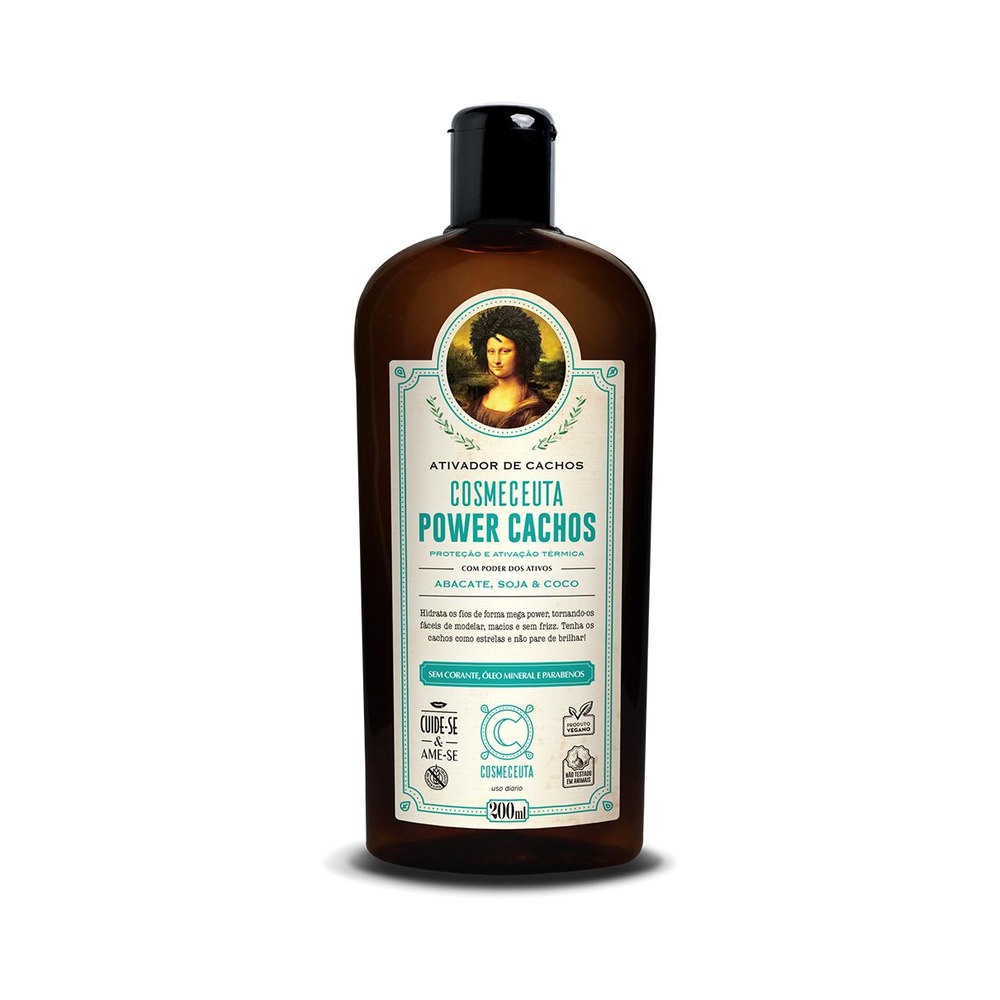 ATIVADOR DE CACHOS
COSMECEUTA
POWER CACHOS
PROTEÇÃO E ATIVAÇÃO TÉRMICA
COM PODER DOS ATIVOS
ABACATE, SOJA & COCO
Hidrata os fios de forma mega power, tornando-os
fáceis de modelar, macios e sem frizz. Tenha os
cachos como estrelas e não pare de brilhar!
SEM CORANTE, ÓLEO MINERAL E PARABENOS
CUIDE-SE
&
AME-SE
C
COSMECEUTA
uso diário
PRODUTO
VEGANO
NÃO TESTADO
EM ANIMAIS
200ml